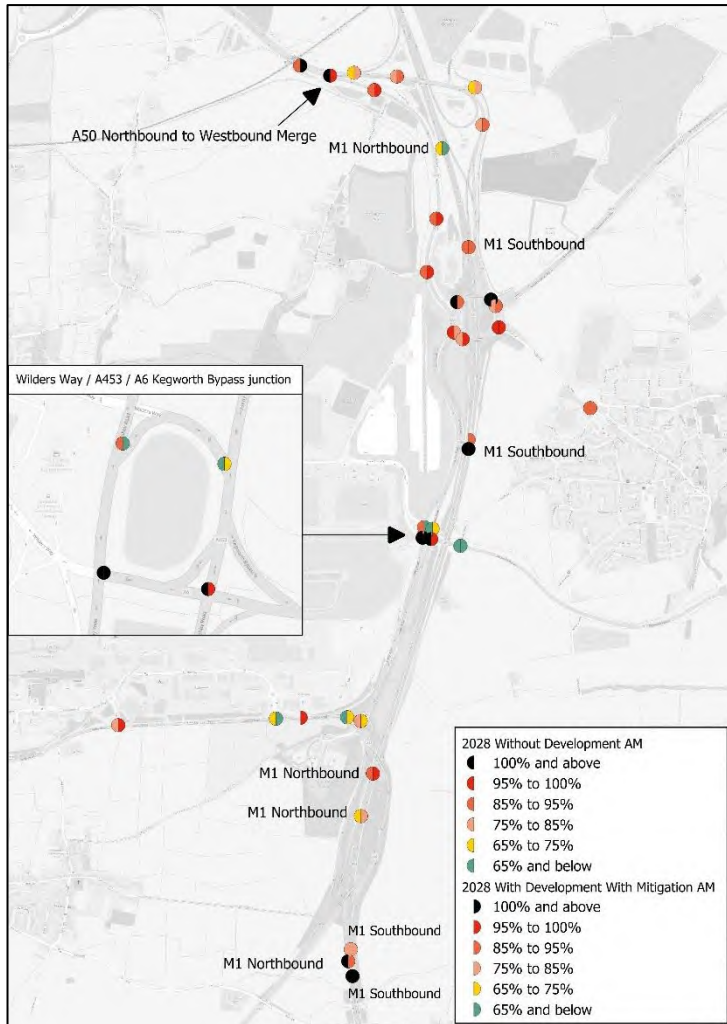 A50 Northbound to Westbound Merge
M1 Northbound
M1 Southbound
Wilders Way / A453 / A6 Kegworth Bypass junction
M1 Southbound
M1 Northbound
M1 Northbound
M1 Southbound
M1 Northbound
M1 Southbound
2028 Without Development AM
100% and above
95% to 100%
85% to 95%
75% to 85%
65% to 75%
65% and below
2028 With Development With Mitigation AM
100% and above
95% to 100%
85% to 95%
75% to 85%
65% to 75%
65% and below